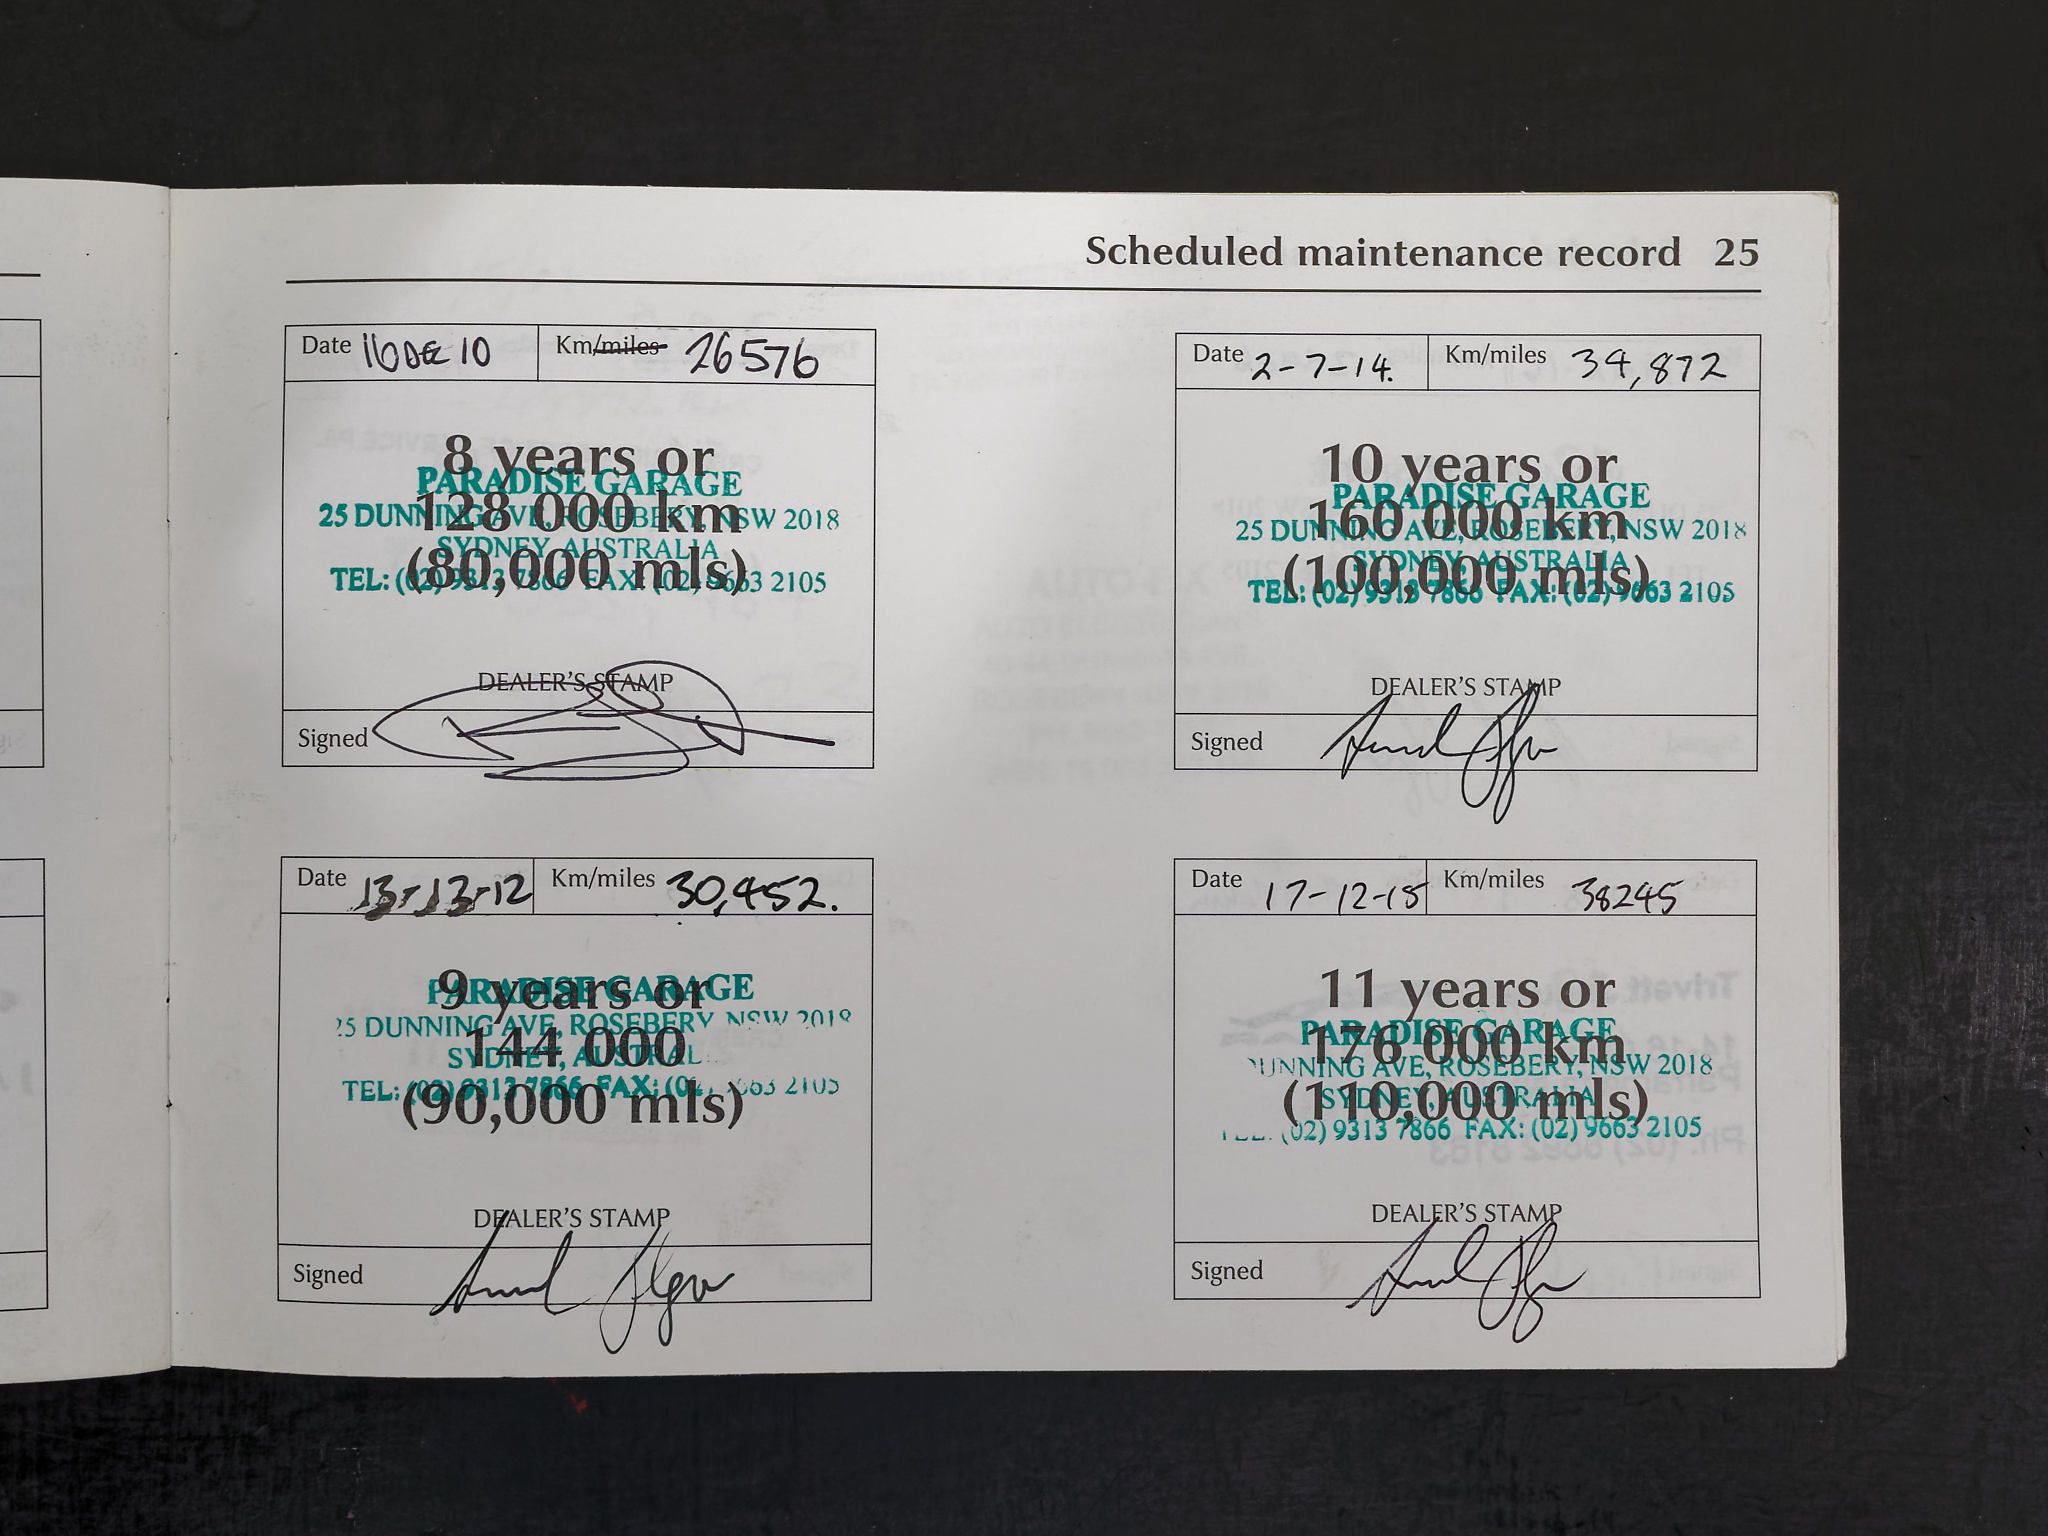 Scheduled maintenance record 25
Date 16 DEC 10 Km/miles 26576
8 years or
128 000 km
(80,000 mls)
PARADISE GARAGE
25 DUNNING AVE, ROSEBERY, NSW 2018
SYDNEY, AUSTRALIA
TEL: (02) 9313 7866 FAX: (02) 9663 2105
DEALER'S STAMP
Signed
Date 13-12-12 Km/miles 30,452.
9 years or
144 000
(90,000 mls)
PARADISE GARAGE
25 DUNNING AVE, ROSEBERY NSW 2018
SYDNEY, AUSTRAL
TEL: (02) 9313 7866 FAX: (02) 9663 2105
DEALER'S STAMP
Signed
Date 2-7-14. Km/miles 34,872
10 years or
160 000 km
(100,000 mls)
PARADISE GARAGE
25 DUNNING AVE, ROSEBERY, NSW 2018
SYDNEY, AUSTRALIA
TEL: (02) 9313 7866 FAX: (02) 9663 2105
DEALER'S STAMP
Signed
Date 17-12-15 Km/miles 38245
11 years or
176 000 km
(110,000 mls)
PARADISE GARAGE
DUNNING AVE, ROSEBERY, NSW 2018
SYDNEY, AUSTRALIA
TEL: (02) 9313 7866 FAX: (02) 9663 2105
DEALER'S STAMP
Signed